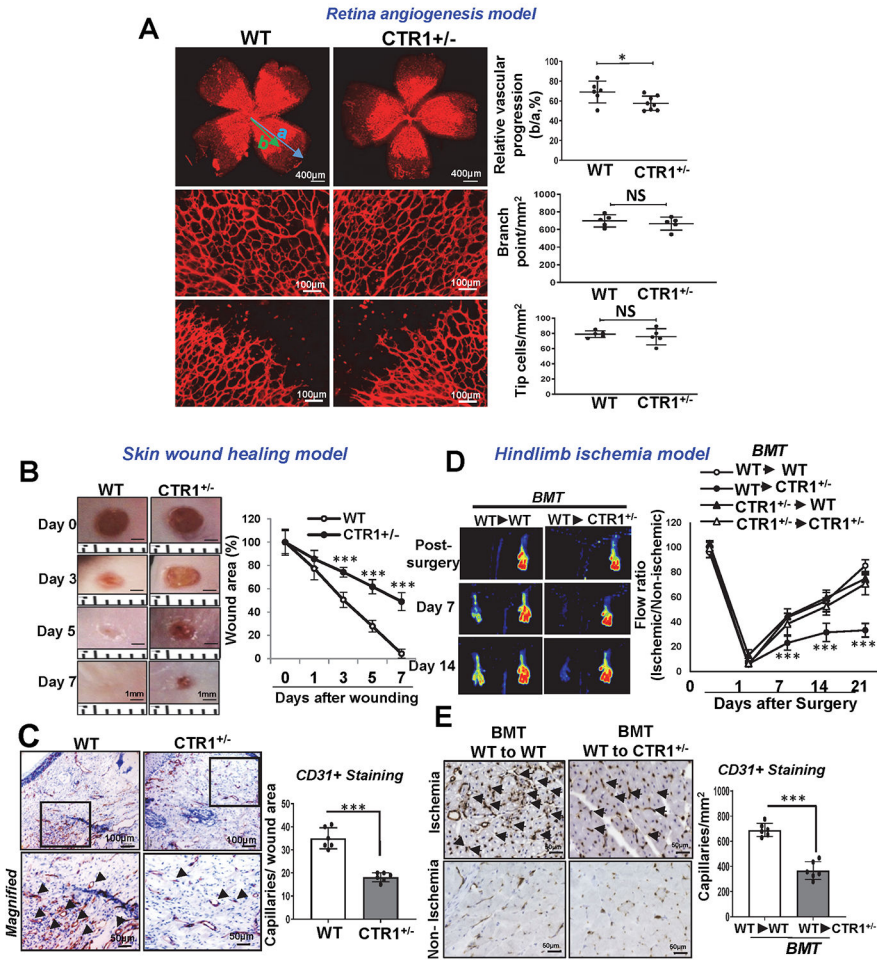 Retina angiogenesis model
A
WT
CTR1+/-
a
b
400µm
400µm
100µm
100µm
100µm
100µm
Relative vascular
progression
(b/a,%)
100
80
60
40
20
0
*
WT
CTR1+/-
Branch
point/mm2
1000
800
600
400
200
0
NS
WT
CTR1+/-
Tip cells/mm2
100
80
60
40
20
0
NS
WT
CTR1+/-
Skin wound healing model
B
WT
CTR1+/-
Day 0
Day 3
Day 5
Day 7
1mm
1mm
Wound area (%)
120
100
80
60
40
20
0
WT
CTR1+/-
***
***
***
0 1 3 5 7
Days after wounding
C
WT
CTR1+/-
100µm
100µm
Magnified
50µm
50µm
CD31+ Staining
Capillaries/ wound area
50
40
30
20
10
0
***
WT
CTR1+/-
Hindlimb ischemia model
D
BMT
WT▶WT
WT▶ CTR1+/-
Post-
surgery
Day 7
Day 14
BMT
WT▶ WT
WT▶CTR1+/-
CTR1+/-▶WT
CTR1+/-▶CTR1+/-
Flow ratio
(Ischemic/Non-ischemic)
120
100
80
60
40
20
0
***
***
***
0 1 7 14 21
Days after Surgery
E
BMT
WT to WT
BMT
WT to CTR1+/-
Ischemia
Non- Ischemia
50µm
50µm
50µm
50µm
CD31+ Staining
Capillaries/mm2
1000
800
600
400
200
0
***
WT▶WT
WT▶CTR1+/-
BMT